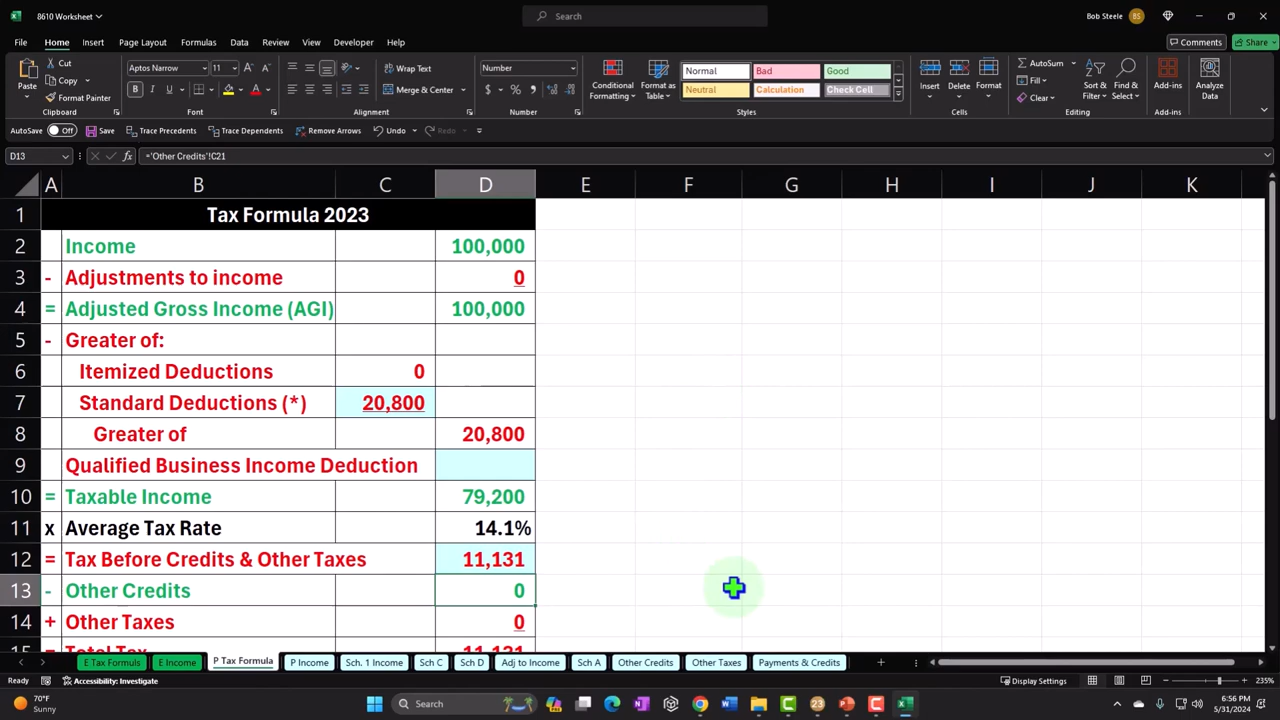 8610 Worksheet
Search
Bob Steele
BS
File Home Insert Page Layout Formulas Data Review View Developer Help
Comments
Share
Paste
Cut
Copy
Format Painter
Clipboard
Aptos Narrow 11
B I U
Font
Wrap Text
Merge & Center
Alignment
Number
$ % ,
Number
Conditional Formatting
Format as Table
Normal Bad Good
Neutral Calculation Check Cell
Styles
Insert Delete Format
Cells
AutoSum
Fill
Clear
Sort & Filter
Find & Select
Editing
Add-ins
Add-ins
Analyze Data
AutoSave Off Save Trace Precedents Trace Dependents Remove Arrows Undo Redo
D13 fx ='Other Credits'!C21
A B C D E F G H I J K
1 Tax Formula 2023
2 Income 100,000
3 - Adjustments to income 0
4 = Adjusted Gross Income (AGI) 100,000
5 - Greater of:
6 Itemized Deductions 0
7 Standard Deductions (*) 20,800
8 Greater of 20,800
9 Qualified Business Income Deduction
10 = Taxable Income 79,200
11 x Average Tax Rate 14.1%
12 = Tax Before Credits & Other Taxes 11,131
13 - Other Credits 0
14 + Other Taxes 0
15 = Total Tax 11,131
E Tax Formuls E Income P Tax Formula P Income Sch. 1 Income Sch C Sch D Adj to Income Sch A Other Credits Other Taxes Payments & Credits
Ready Accessibility: Investigate Display Settings 235%
70°F
Sunny
Search
23
6:56 PM
5/31/2024